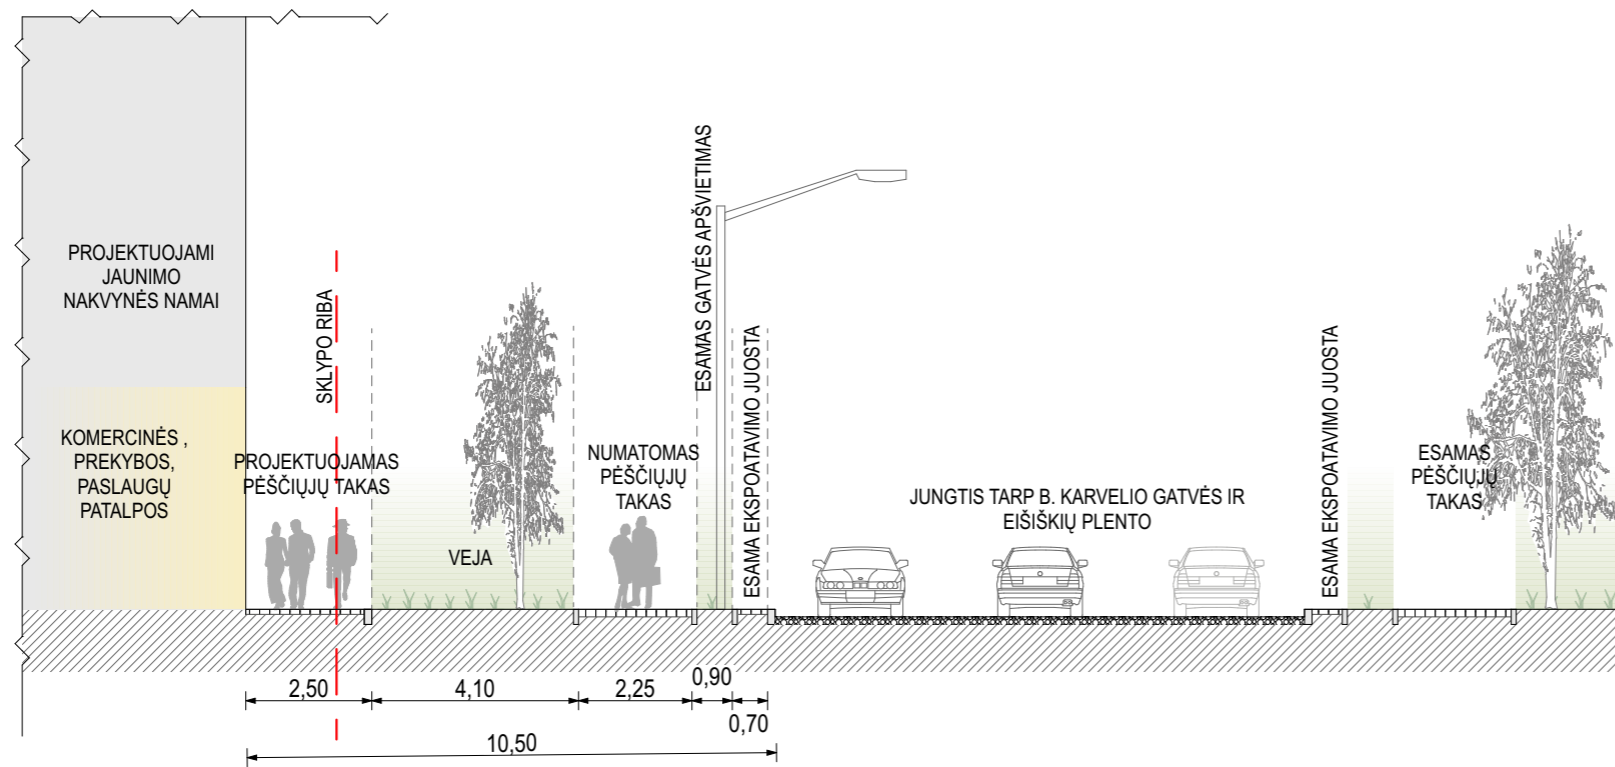 PROJEKTUOJAMI
JAUNIMO
NAKVYNĖS NAMAI
KOMERCINĖS ,
PREKYBOS,
PASLAUGŲ
PATALPOS
SKLYPO RIBA
PROJEKTUOJAMAS
PĖŠČIŲJŲ TAKAS
VEJA
NUMATOMAS
PĖŠČIŲJŲ
TAKAS
ESAMAS GATVĖS APŠVIETIMAS
ESAMA EKSPOATAVIMO JUOSTA
JUNGTIS TARP B. KARVELIO GATVĖS IR
EIŠIŠKIŲ PLENTO
ESAMA EKSPOATAVIMO JUOSTA
ESAMAS
PĖŠČIŲJŲ
TAKAS
2,50
4,10
2,25
0,90
0,70
10,50